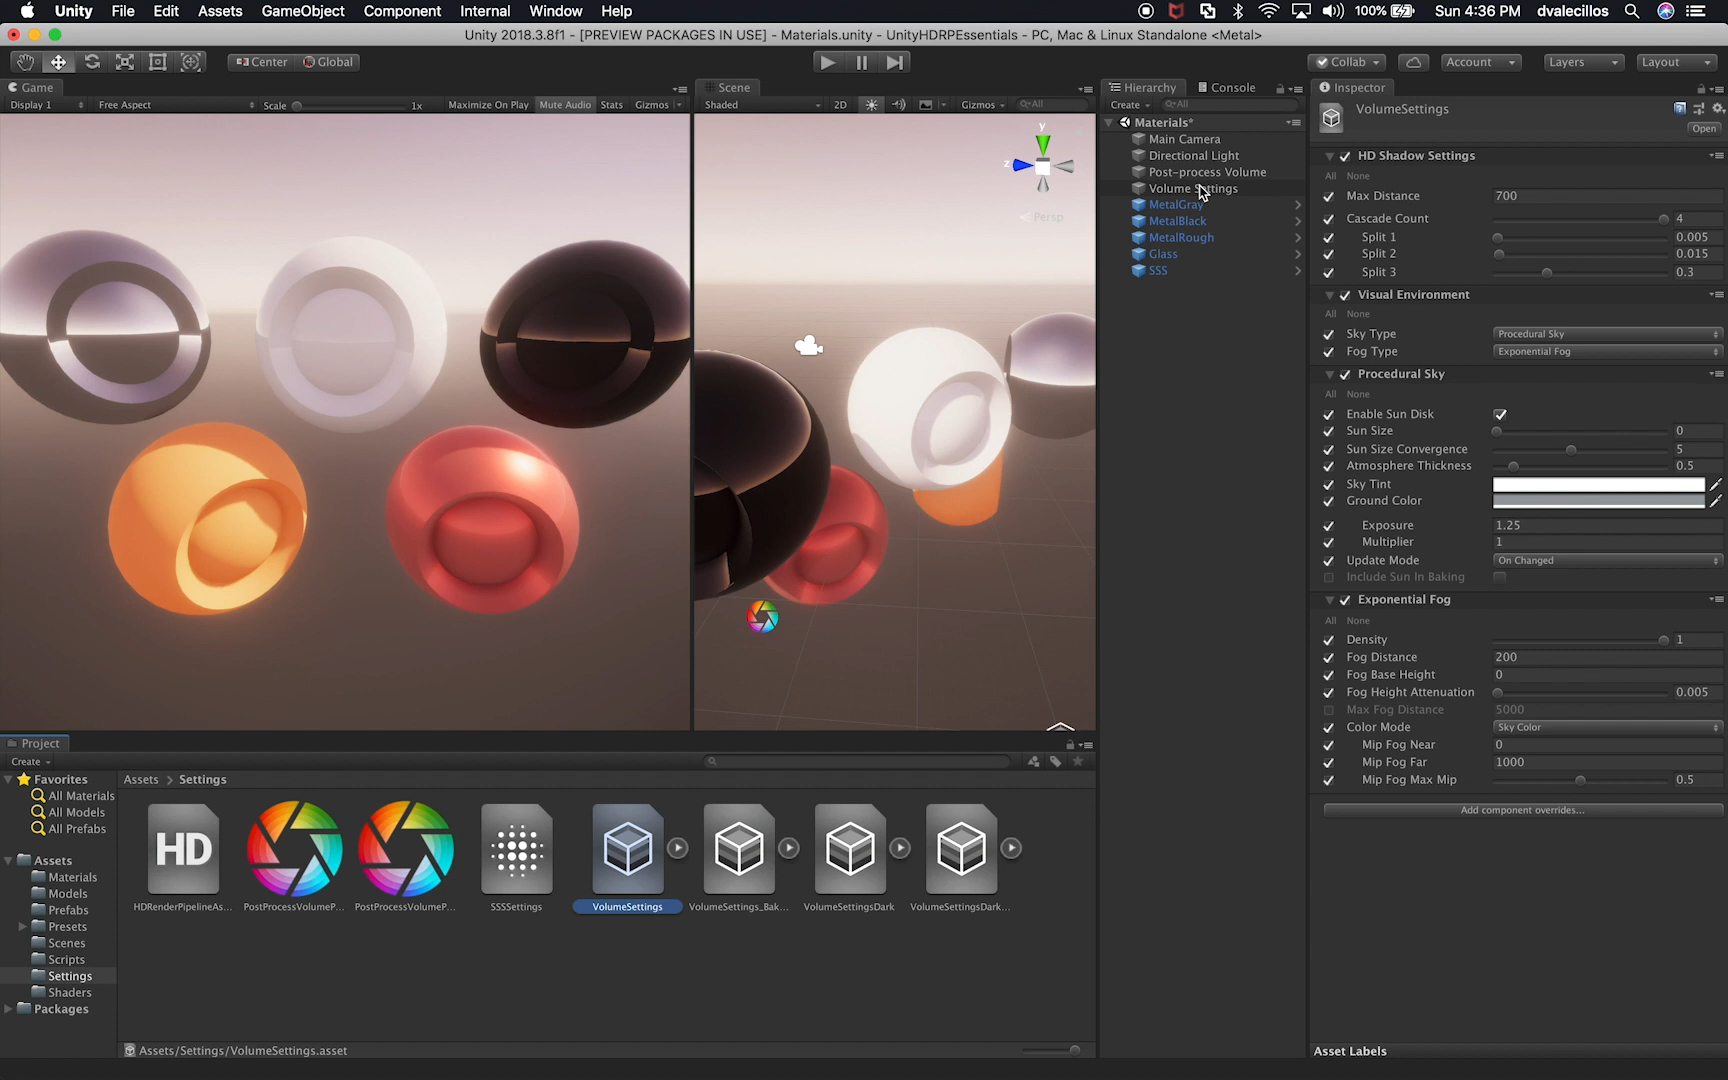 Unity File Edit Assets GameObject Component Internal Window Help 100% Sun 4:36 PM dvalecillos
Unity 2018.3.8f1 - [PREVIEW PACKAGES IN USE] - Materials.unity - UnityHDRPEssentials - PC, Mac & Linux Standalone <Metal>
Center Global Collab Account Layers Layout
Game Scene Hierarchy Console Inspector
Display 1 Free Aspect Scale 1x Maximize On Play Mute Audio Stats Gizmos Shaded 2D Gizmos All Create All
VolumeSettings
Open
Materials*
Main Camera
Directional Light
Post-process Volume
Volume Settings
MetalGray
MetalBlack
MetalRough
Glass
SSS
y
z
Persp
HD Shadow Settings
All None
Max Distance 700
Cascade Count 4
Split 1 0.005
Split 2 0.015
Split 3 0.3
Visual Environment
All None
Sky Type Procedural Sky
Fog Type Exponential Fog
Procedural Sky
All None
Enable Sun Disk
Sun Size 0
Sun Size Convergence 5
Atmosphere Thickness 0.5
Sky Tint
Ground Color
Exposure 1.25
Multiplier 1
Update Mode On Changed
Include Sun In Baking
Exponential Fog
All None
Density 1
Fog Distance 200
Fog Base Height 0
Fog Height Attenuation 0.005
Max Fog Distance 5000
Color Mode Sky Color
Mip Fog Near 0
Mip Fog Far 1000
Mip Fog Max Mip 0.5
Add component overrides...
Asset Labels
Project
Create
Favorites
All Materials
All Models
All Prefabs
Assets
Materials
Models
Prefabs
Presets
Scenes
Scripts
Settings
Shaders
Packages
Assets > Settings
HD
HDRenderPipelineAs... PostProcessVolumeP... PostProcessVolumeP... SSSSettings VolumeSettings VolumeSettings_Bak... VolumeSettingsDark VolumeSettingsDark...
Assets/Settings/VolumeSettings.asset